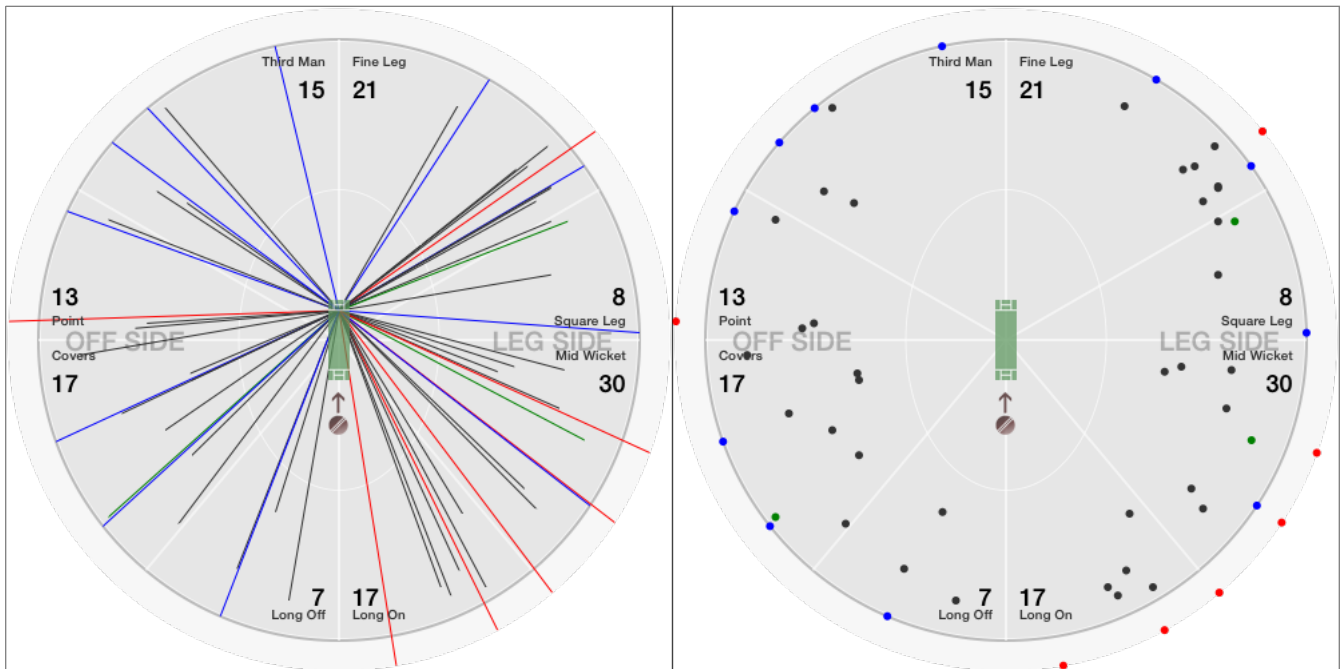 Third Man Fine Leg
15 21
13 8
Point Square Leg
OFF SIDE LEG SIDE
Covers Mid Wicket
17 30
7 17
Long Off Long On
Third Man Fine Leg
15 21
13 8
Point Square Leg
OFF SIDE LEG SIDE
Covers Mid Wicket
17 30
7 17
Long Off Long On